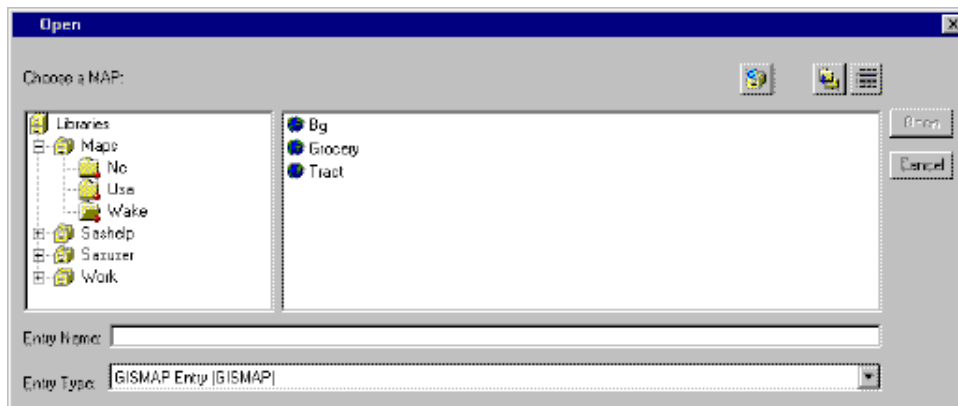 Open
Choose a MAP:
Libraries
Maps
Nc
Usa
Wake
Sashelp
Sasuser
Work
Bg
Grocery
Tract
Open
Cancel
Entry Name:
Entry Type:
GISMAP Entry (GISMAP)